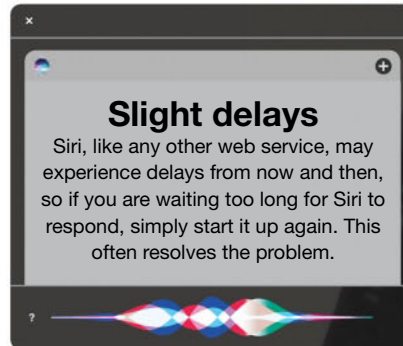 ×
+
Slight delays
Siri, like any other web service, may
experience delays from now and then,
so if you are waiting too long for Siri to
respond, simply start it up again. This
often resolves the problem.
?